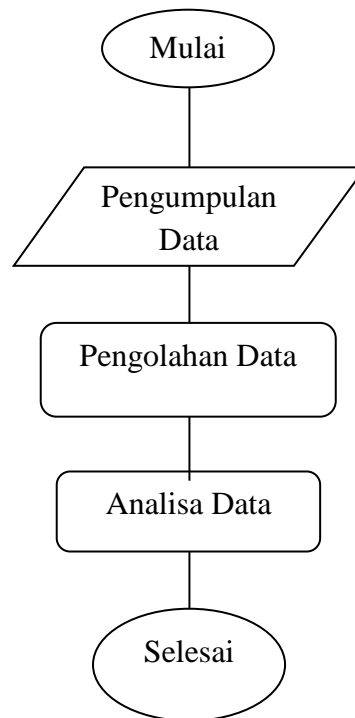 Mulai
Pengumpulan
Data
Pengolahan Data
Analisa Data
Selesai